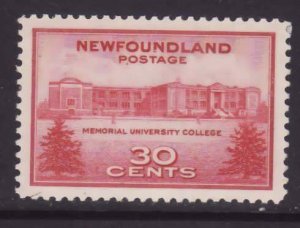 NEWFOUNDLAND
POSTAGE
MEMORIAL UNIVERSITY COLLEGE
30
CENTS